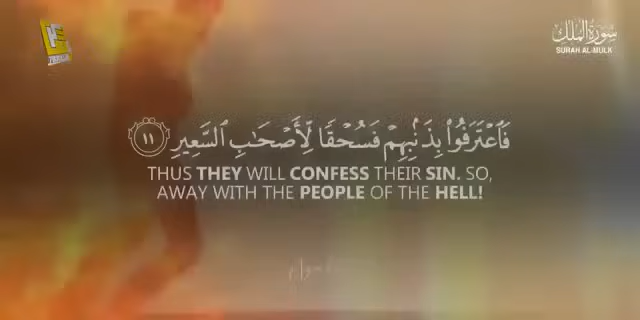 سورة الملك
SURAH AL-MULK
فَٱعْتَرَفُوا۟ بِذَنۢبِهِمْ فَسُحْقًا لِّأَصْحَـٰبِ ٱلسَّعِيرِ ١١
THUS THEY WILL CONFESS THEIR SIN. SO,
AWAY WITH THE PEOPLE OF THE HELL!